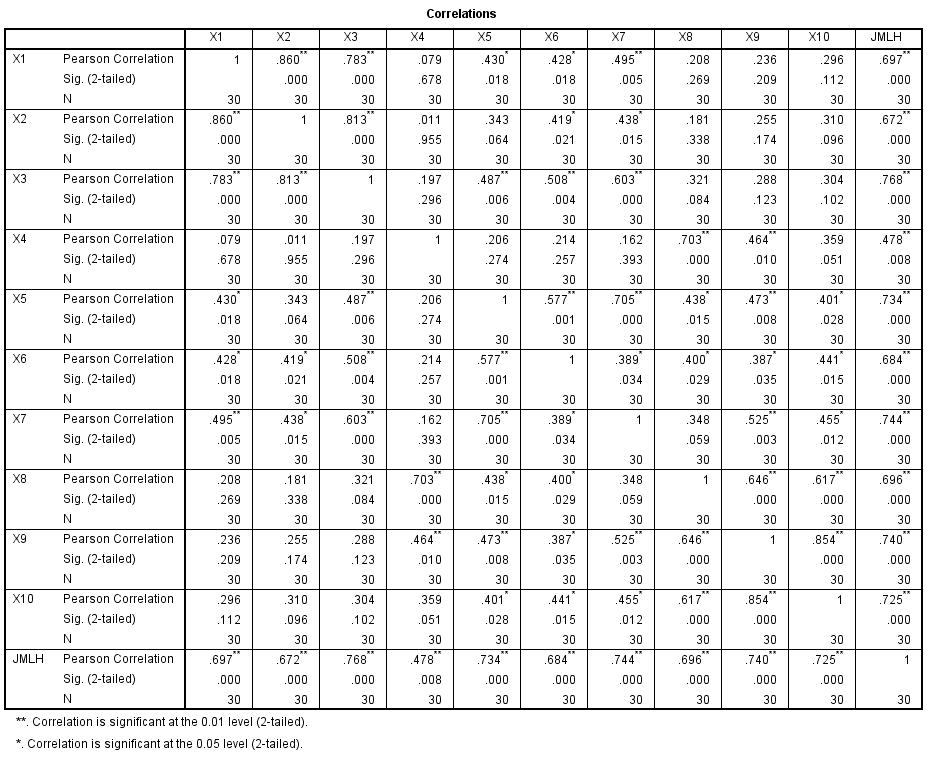 Correlations
X1 X2 X3 X4 X5 X6 X7 X8 X9 X10 JMLH
X1 Pearson Correlation 1 .860** .783** .079 .430* .428* .495** .208 .236 .296 .697**
Sig. (2-tailed) .000 .000 .678 .018 .018 .005 .269 .209 .112 .000
N 30 30 30 30 30 30 30 30 30 30 30
X2 Pearson Correlation .860** 1 .813** .011 .343 .419* .438* .181 .255 .310 .672**
Sig. (2-tailed) .000 .000 .955 .064 .021 .015 .338 .174 .096 .000
N 30 30 30 30 30 30 30 30 30 30 30
X3 Pearson Correlation .783** .813** 1 .197 .487** .508** .603** .321 .288 .304 .768**
Sig. (2-tailed) .000 .000 .296 .006 .004 .000 .084 .123 .102 .000
N 30 30 30 30 30 30 30 30 30 30 30
X4 Pearson Correlation .079 .011 .197 1 .206 .214 .162 .703** .464** .359 .478**
Sig. (2-tailed) .678 .955 .296 .274 .257 .393 .000 .010 .051 .008
N 30 30 30 30 30 30 30 30 30 30 30
X5 Pearson Correlation .430* .343 .487** .206 1 .577** .705** .438* .473** .401* .734**
Sig. (2-tailed) .018 .064 .006 .274 .001 .000 .015 .008 .028 .000
N 30 30 30 30 30 30 30 30 30 30 30
X6 Pearson Correlation .428* .419* .508** .214 .577** 1 .389* .400* .387* .441* .684**
Sig. (2-tailed) .018 .021 .004 .257 .001 .034 .029 .035 .015 .000
N 30 30 30 30 30 30 30 30 30 30 30
X7 Pearson Correlation .495** .438* .603** .162 .705** .389* 1 .348 .525** .455* .744**
Sig. (2-tailed) .005 .015 .000 .393 .000 .034 .059 .003 .012 .000
N 30 30 30 30 30 30 30 30 30 30 30
X8 Pearson Correlation .208 .181 .321 .703** .438* .400* .348 1 .646** .617** .696**
Sig. (2-tailed) .269 .338 .084 .000 .015 .029 .059 .000 .000 .000
N 30 30 30 30 30 30 30 30 30 30 30
X9 Pearson Correlation .236 .255 .288 .464** .473** .387* .525** .646** 1 .854** .740**
Sig. (2-tailed) .209 .174 .123 .010 .008 .035 .003 .000 .000 .000
N 30 30 30 30 30 30 30 30 30 30 30
X10 Pearson Correlation .296 .310 .304 .359 .401* .441* .455* .617** .854** 1 .725**
Sig. (2-tailed) .112 .096 .102 .051 .028 .015 .012 .000 .000 .000
N 30 30 30 30 30 30 30 30 30 30 30
JMLH Pearson Correlation .697** .672** .768** .478** .734** .684** .744** .696** .740** .725** 1
Sig. (2-tailed) .000 .000 .000 .008 .000 .000 .000 .000 .000 .000
N 30 30 30 30 30 30 30 30 30 30 30
**. Correlation is significant at the 0.01 level (2-tailed).
*. Correlation is significant at the 0.05 level (2-tailed).